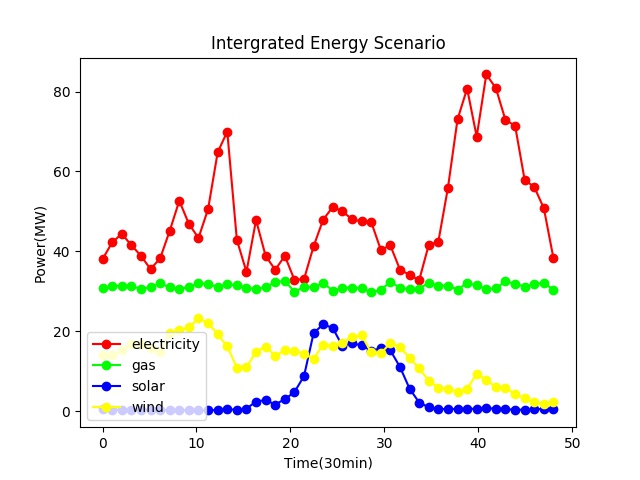 Intergrated Energy Scenario
Power(MW)
80
60
40
20
0
electricity
gas
solar
wind
0 10 20 30 40 50
Time(30min)